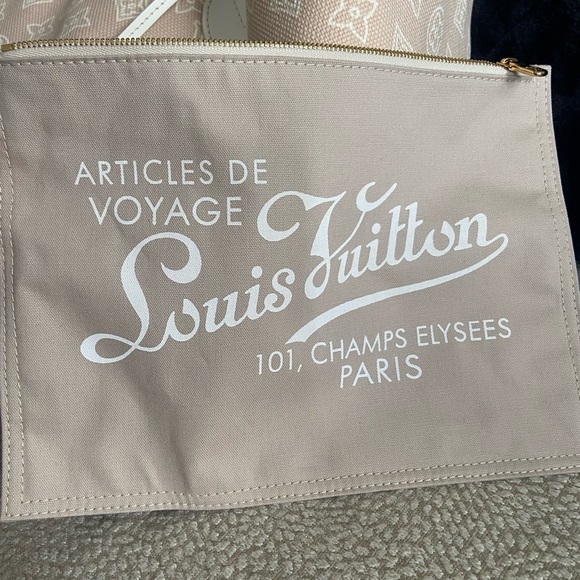 ARTICLES DE
VOYAGE
Louis Vuitton
101, CHAMPS ELYSEES
PARIS